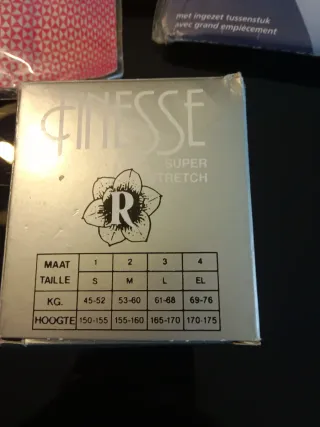 met ingezet tussenstuk
avec grand empiècement
FINESSE
SUPER
STRETCH
R
MAAT 1 2 3 4
TAILLE S M L EL
KG. 45-52 53-60 61-68 69-76
HOOGTE 150-155 155-160 165-170 170-175